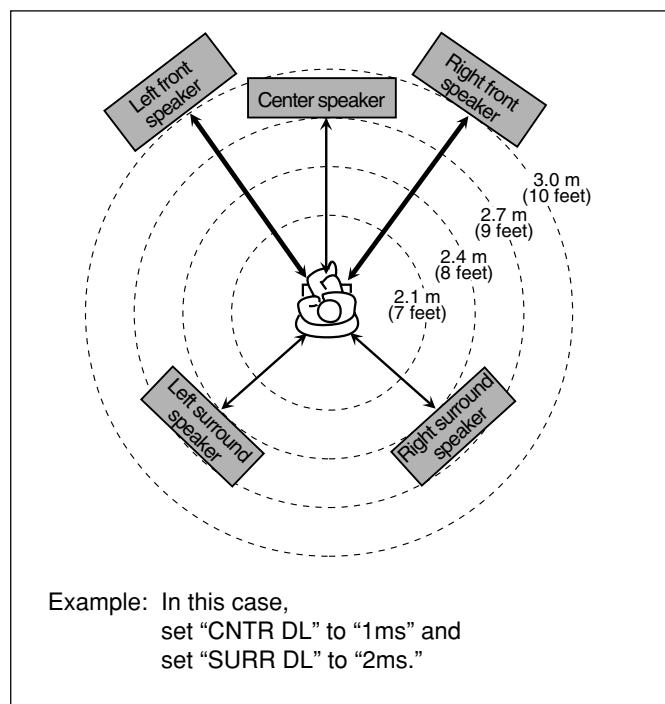 Left front
speaker
Center speaker
Right front
speaker
3.0 m
(10 feet)
2.7 m
(9 feet)
2.4 m
(8 feet)
2.1 m
(7 feet)
Left surround
speaker
Right surround
speaker
Example: In this case,
set “CNTR DL” to “1ms” and
set “SURR DL” to “2ms.”